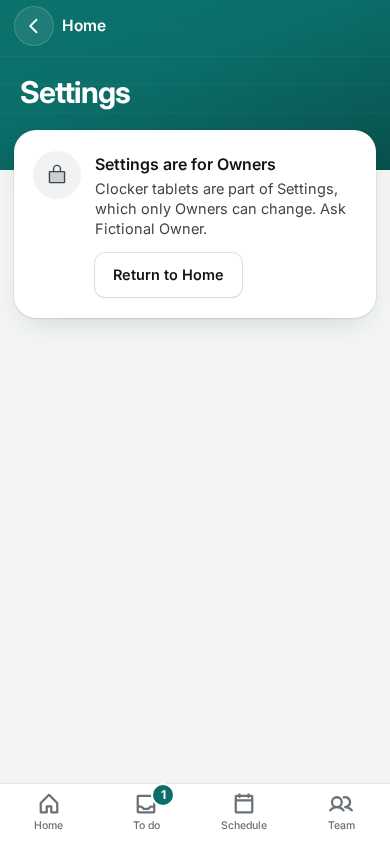 Home
Settings
Settings are for Owners
Clocker tablets are part of Settings,
which only Owners can change. Ask
Fictional Owner.
Return to Home
1
Home
To do
Schedule
Team